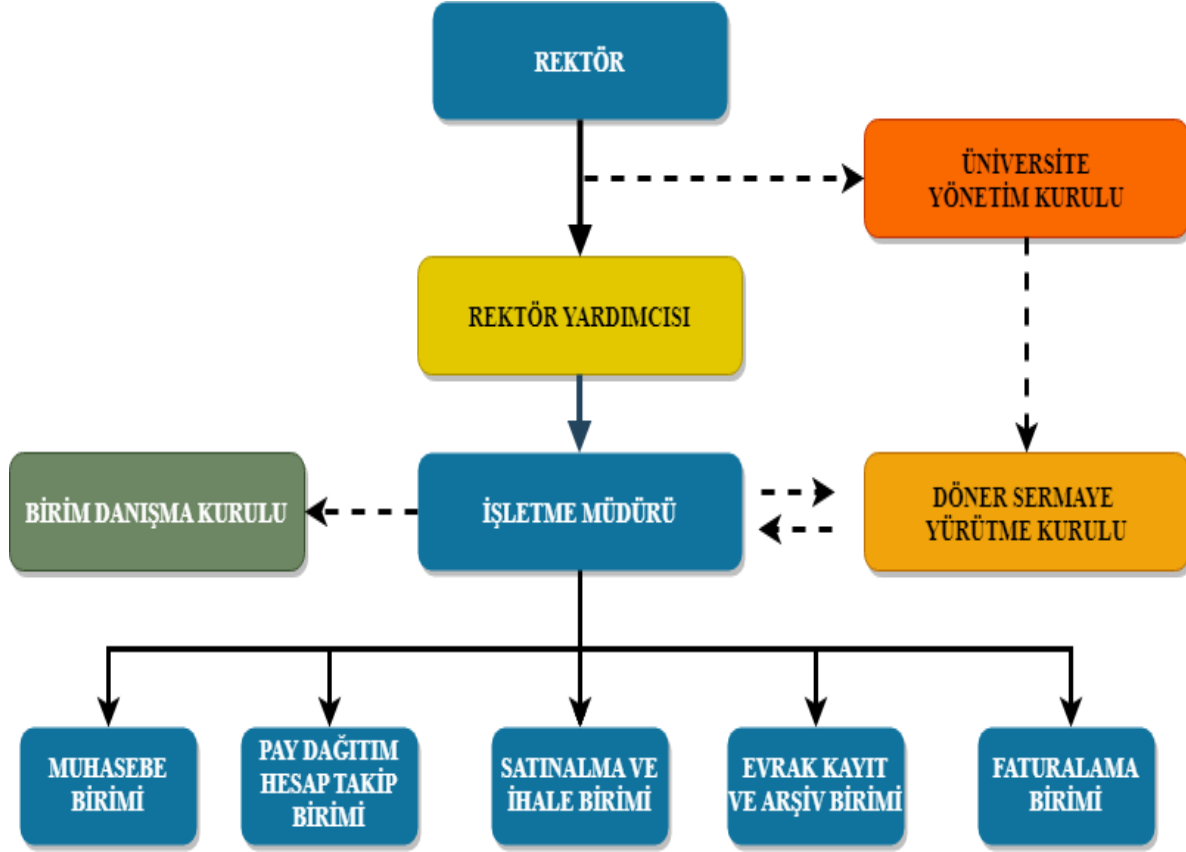 REKTÖR
ÜNİVERSİTE
YÖNETİM KURULU
REKTÖR YARDIMCISI
BİRİM DANIŞMA KURULU
İŞLETME MÜDÜRÜ
DÖNER SERMAYE
YÜRÜTME KURULU
MUHASEBE
BİRİMİ
PAY DAĞITIM
HESAP TAKİP
BİRİMİ
SATINALMA VE
İHALE BİRİMİ
EVRAK KAYIT
VE ARŞİV BİRİMİ
FATURALAMA
BİRİMİ